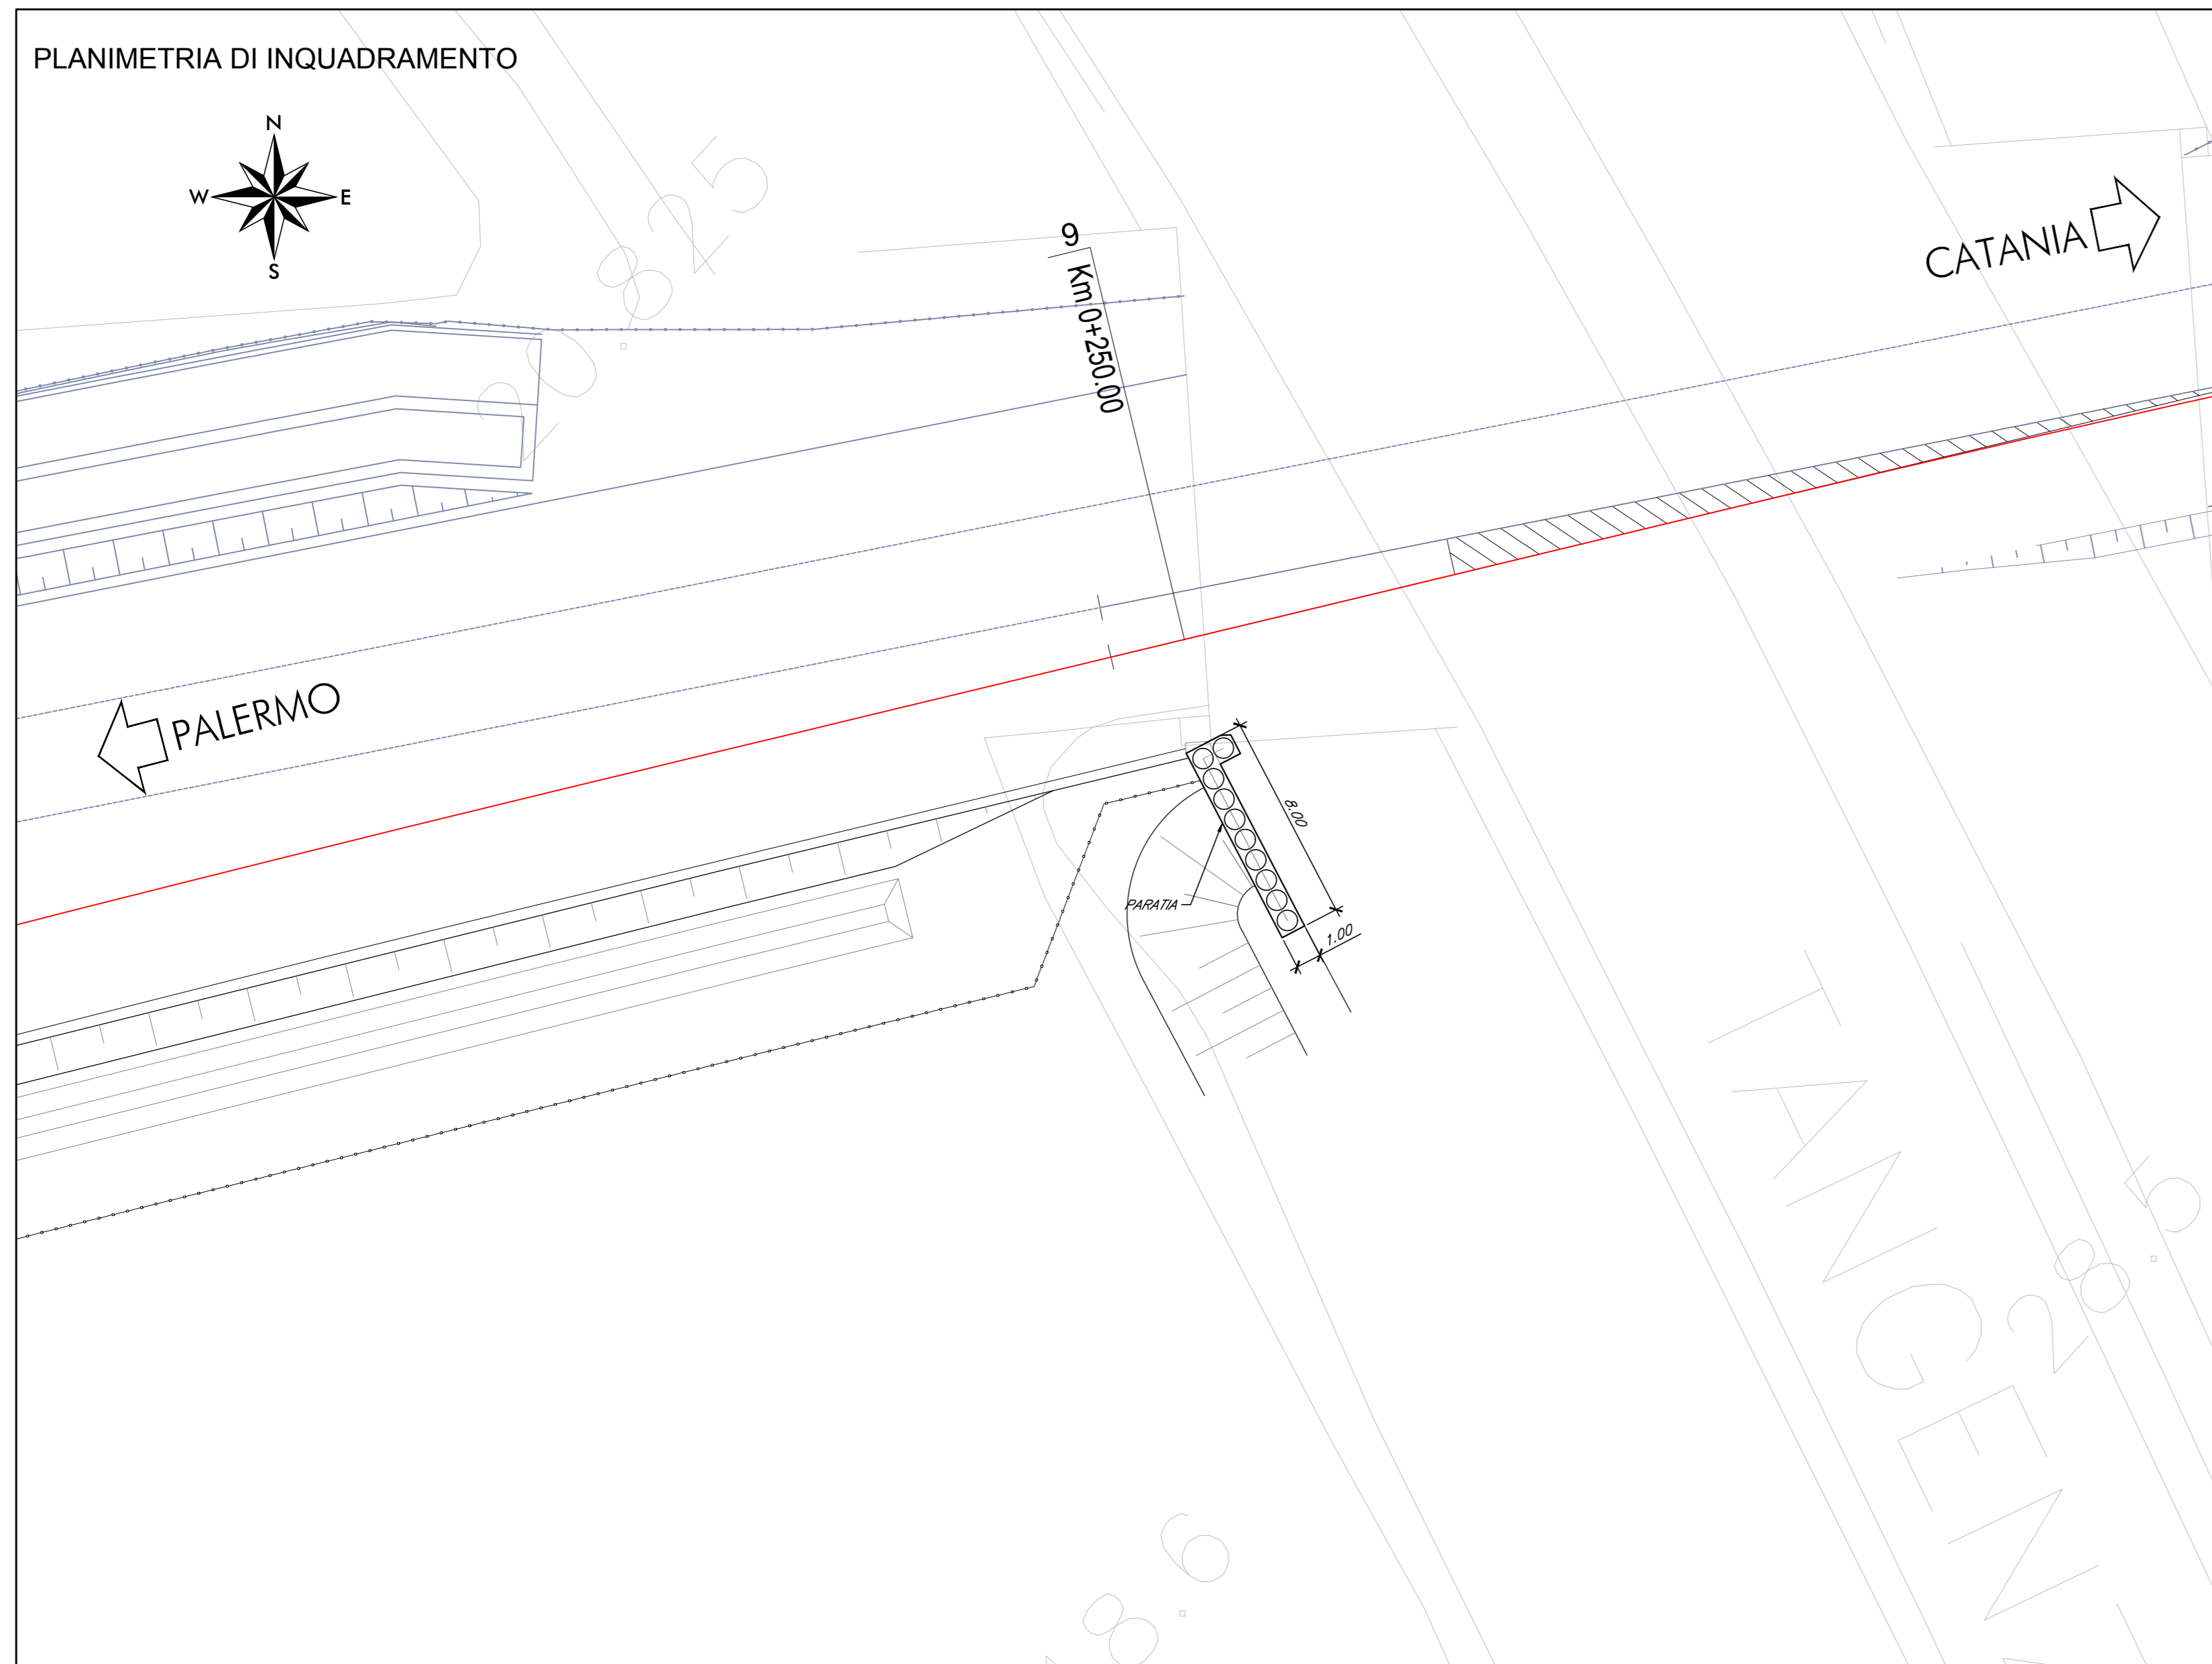 PLANIMETRIA DI INQUADRAMENTO
N
W
E
S
9
Km 0+250.00
CATANIA
PALERMO
8.00
PARATIA
1.00
TANGEN